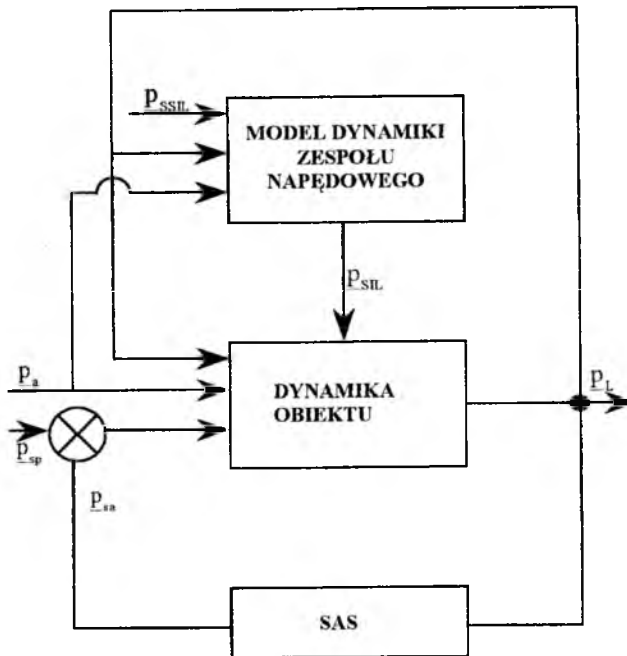 p_SSIL
MODEL DYNAMIKI
ZESPOŁU
NAPĘDOWEGO
p_SIL
p_a
DYNAMIKA
OBIEKTU
p_L
p_sp
p_sa
SAS